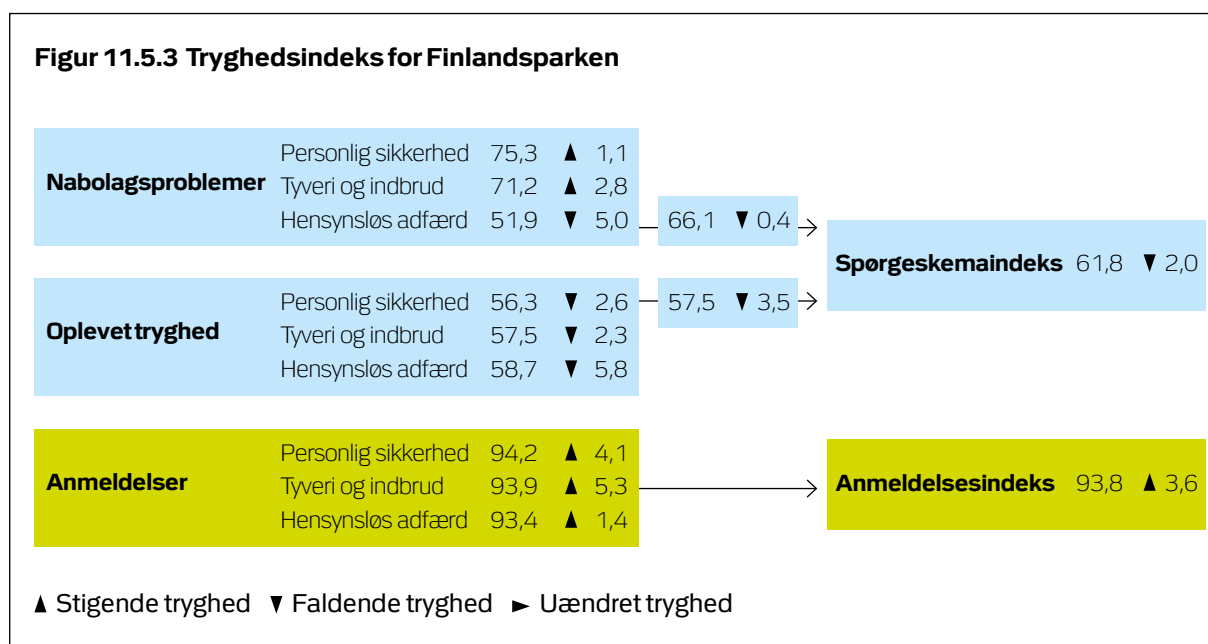 Figur 11.5.3 Tryghedsindeks for Finlandsparken
Nabolagsproblemer
Personlig sikkerhed 75,3 ▲ 1,1
Tyveri og indbrud 71,2 ▲ 2,8
Hensynsløs adfærd 51,9 ▼ 5,0
66,1 ▼ 0,4
Oplevet tryghed
Personlig sikkerhed 56,3 ▼ 2,6
Tyveri og indbrud 57,5 ▼ 2,3
Hensynsløs adfærd 58,7 ▼ 5,8
57,5 ▼ 3,5
Spørgeskemaindeks 61,8 ▼ 2,0
Anmeldelser
Personlig sikkerhed 94,2 ▲ 4,1
Tyveri og indbrud 93,9 ▲ 5,3
Hensynsløs adfærd 93,4 ▲ 1,4
Anmeldelsesindeks 93,8 ▲ 3,6
▲ Stigende tryghed ▼ Faldende tryghed ► Uændret tryghed